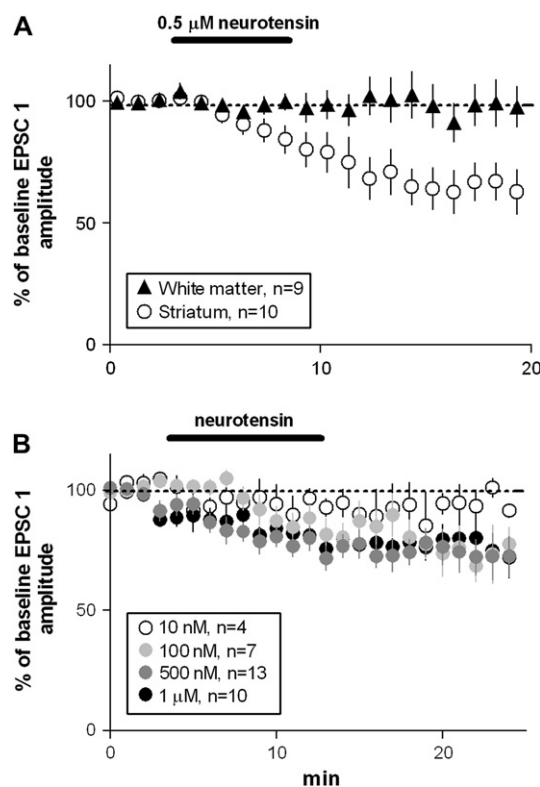 A
0.5 µM neurotensin
% of baseline EPSC 1
amplitude
100
50
0
White matter, n=9
Striatum, n=10
10
20
B
neurotensin
% of baseline EPSC 1
amplitude
100
50
0
10 nM, n=4
100 nM, n=7
500 nM, n=13
1 µM, n=10
0
10
20
min